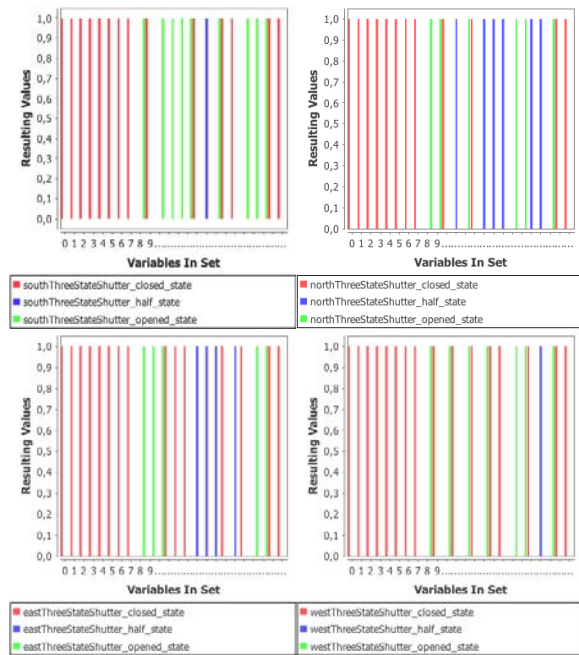 1,0
0,9
0,8
0,7
0,6
0,5
0,4
0,3
0,2
0,1
0,0
Resulting Values
0 1 2 3 4 5 6 7 8 9..............................
Variables In Set
southThreeStateShutter_closed_state
southThreeStateShutter_half_state
southThreeStateShutter_opened_state
1,0
0,9
0,8
0,7
0,6
0,5
0,4
0,3
0,2
0,1
0,0
Resulting Values
0 1 2 3 4 5 6 7 8 9..............................
Variables In Set
northThreeStateShutter_closed_state
northThreeStateShutter_half_state
northThreeStateShutter_opened_state
1,0
0,9
0,8
0,7
0,6
0,5
0,4
0,3
0,2
0,1
0,0
Resulting Values
0 1 2 3 4 5 6 7 8 9..............................
Variables In Set
eastThreeStateShutter_closed_state
eastThreeStateShutter_half_state
eastThreeStateShutter_opened_state
1,0
0,9
0,8
0,7
0,6
0,5
0,4
0,3
0,2
0,1
0,0
Resulting Values
0 1 2 3 4 5 6 7 8 9..............................
Variables In Set
westThreeStateShutter_closed_state
westThreeStateShutter_half_state
westThreeStateShutter_opened_state